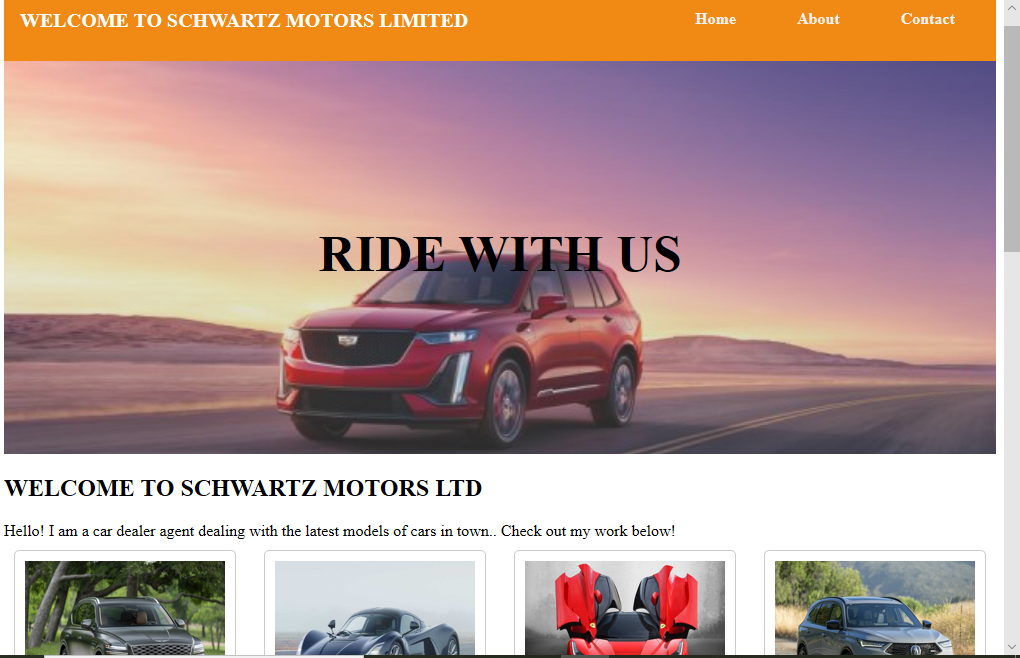 WELCOME TO SCHWARTZ MOTORS LIMITED
Home About Contact
RIDE WITH US
WELCOME TO SCHWARTZ MOTORS LTD
Hello! I am a car dealer agent dealing with the latest models of cars in town.. Check out my work below!